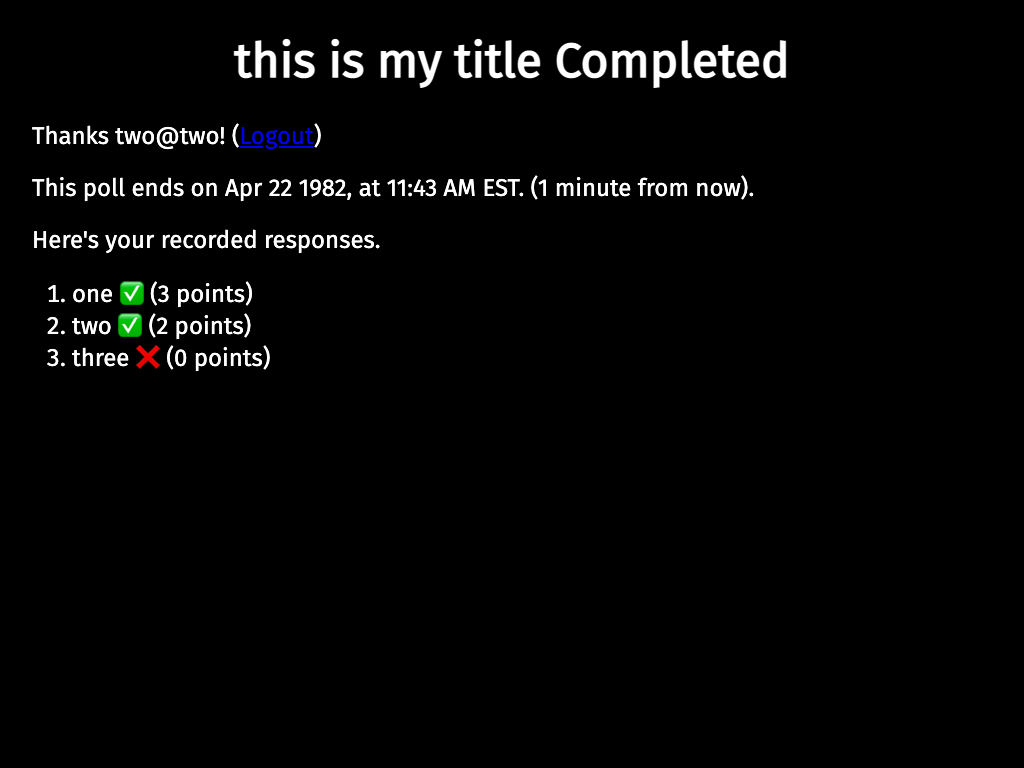 this is my title Completed
Thanks two@two! (Logout)
This poll ends on Apr 22 1982, at 11:43 AM EST. (1 minute from now).
Here's your recorded responses.
1. one ✅ (3 points)
2. two ✅ (2 points)
3. three ❌ (0 points)